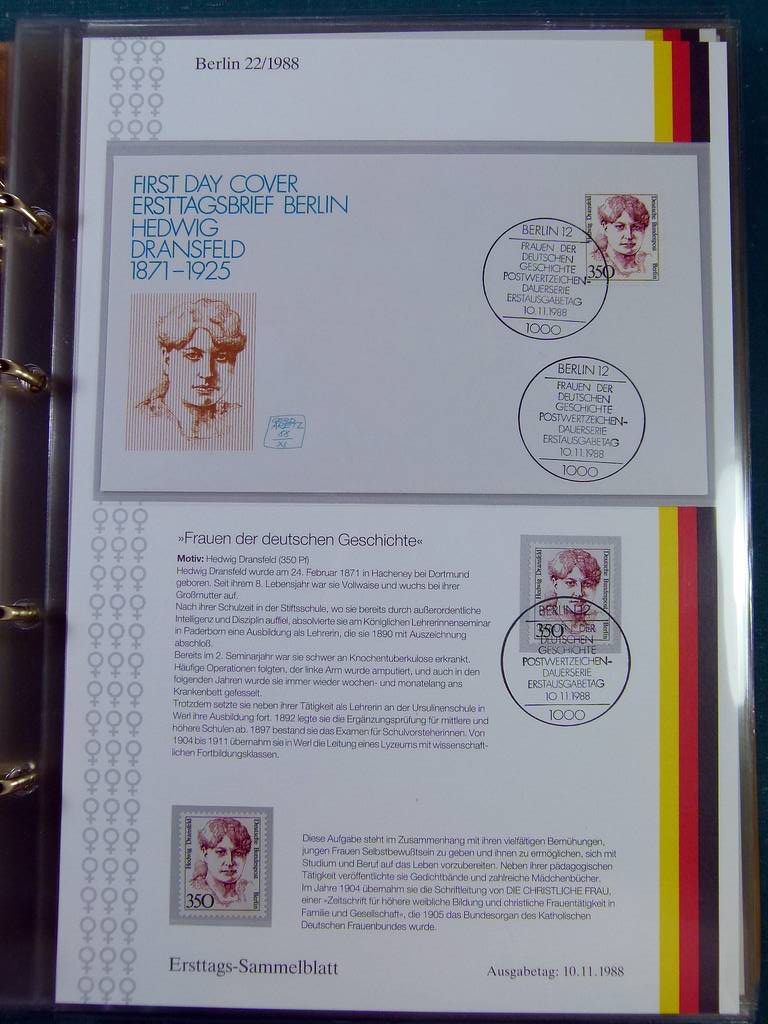 Berlin 22/1988
FIRST DAY COVER
ERSTTAGSBRIEF BERLIN
HEDWIG
DRANSFELD
1871–1925
Deutsche Bundespost
Berlin
Hedwig Dransfeld
350
BERLIN 12
FRAUEN DER
DEUTSCHEN
GESCHICHTE
POSTWERTZEICHEN-
DAUERSERIE
ERSTAUSGABETAG
10.11.1988
1000
BERLIN 12
FRAUEN DER
DEUTSCHEN
GESCHICHTE
POSTWERTZEICHEN-
DAUERSERIE
ERSTAUSGABETAG
10.11.1988
1000
»Frauen der deutschen Geschichte«
Motiv: Hedwig Dransfeld (350 Pf)
Hedwig Dransfeld wurde am 24. Februar 1871 in Hacheney bei Dortmund
geboren. Seit ihrem 8. Lebensjahr war sie Vollwaise und wuchs bei ihrer
Großmutter auf.
Nach ihrer Schulzeit in der Stiftsschule, wo sie bereits durch außerordentliche
Intelligenz und Disziplin auffiel, absolvierte sie am Königlichen Lehrerinnenseminar
in Paderborn eine Ausbildung als Lehrerin, die sie 1890 mit Auszeichnung
abschloß.
Bereits im 2. Seminarjahr war sie schwer an Knochentuberkulose erkrankt.
Häufige Operationen folgten, der linke Arm wurde amputiert, und auch in den
folgenden Jahren wurde sie immer wieder wochen- und monatelang ans
Krankenbett gefesselt.
Trotzdem setzte sie neben ihrer Tätigkeit als Lehrerin an der Ursulinenschule in
Werl ihre Ausbildung fort. 1892 legte sie die Ergänzungsprüfung für mittlere und
höhere Schulen ab. 1897 bestand sie das Examen für Schulvorsteherinnen. Von
1904 bis 1911 übernahm sie in Werl die Leitung eines Lyzeums mit wissenschaft-
lichen Fortbildungsklassen.
Deutsche Bundespost
Berlin
Hedwig Dransfeld
350
BERLIN 12
FRAUEN DER
DEUTSCHEN
GESCHICHTE
POSTWERTZEICHEN-
DAUERSERIE
ERSTAUSGABETAG
10.11.1988
1000
Deutsche Bundespost
Berlin
Hedwig Dransfeld
350
Diese Aufgabe steht im Zusammenhang mit ihren vielfältigen Bemühungen,
jungen Frauen Selbstbewußtsein zu geben und ihnen zu ermöglichen, sich mit
Studium und Beruf auf das Leben vorzubereiten. Neben ihrer pädagogischen
Tätigkeit veröffentlichte sie Gedichtbände und zahlreiche Mädchenbücher.
Im Jahre 1904 übernahm sie die Schriftleitung von DIE CHRISTLICHE FRAU,
einer »Zeitschrift für höhere weibliche Bildung und christliche Frauentätigkeit in
Familie und Gesellschaft«, die 1905 das Bundesorgan des Katholischen
Deutschen Frauenbundes wurde.
Ersttags-Sammelblatt
Ausgabetag: 10.11.1988